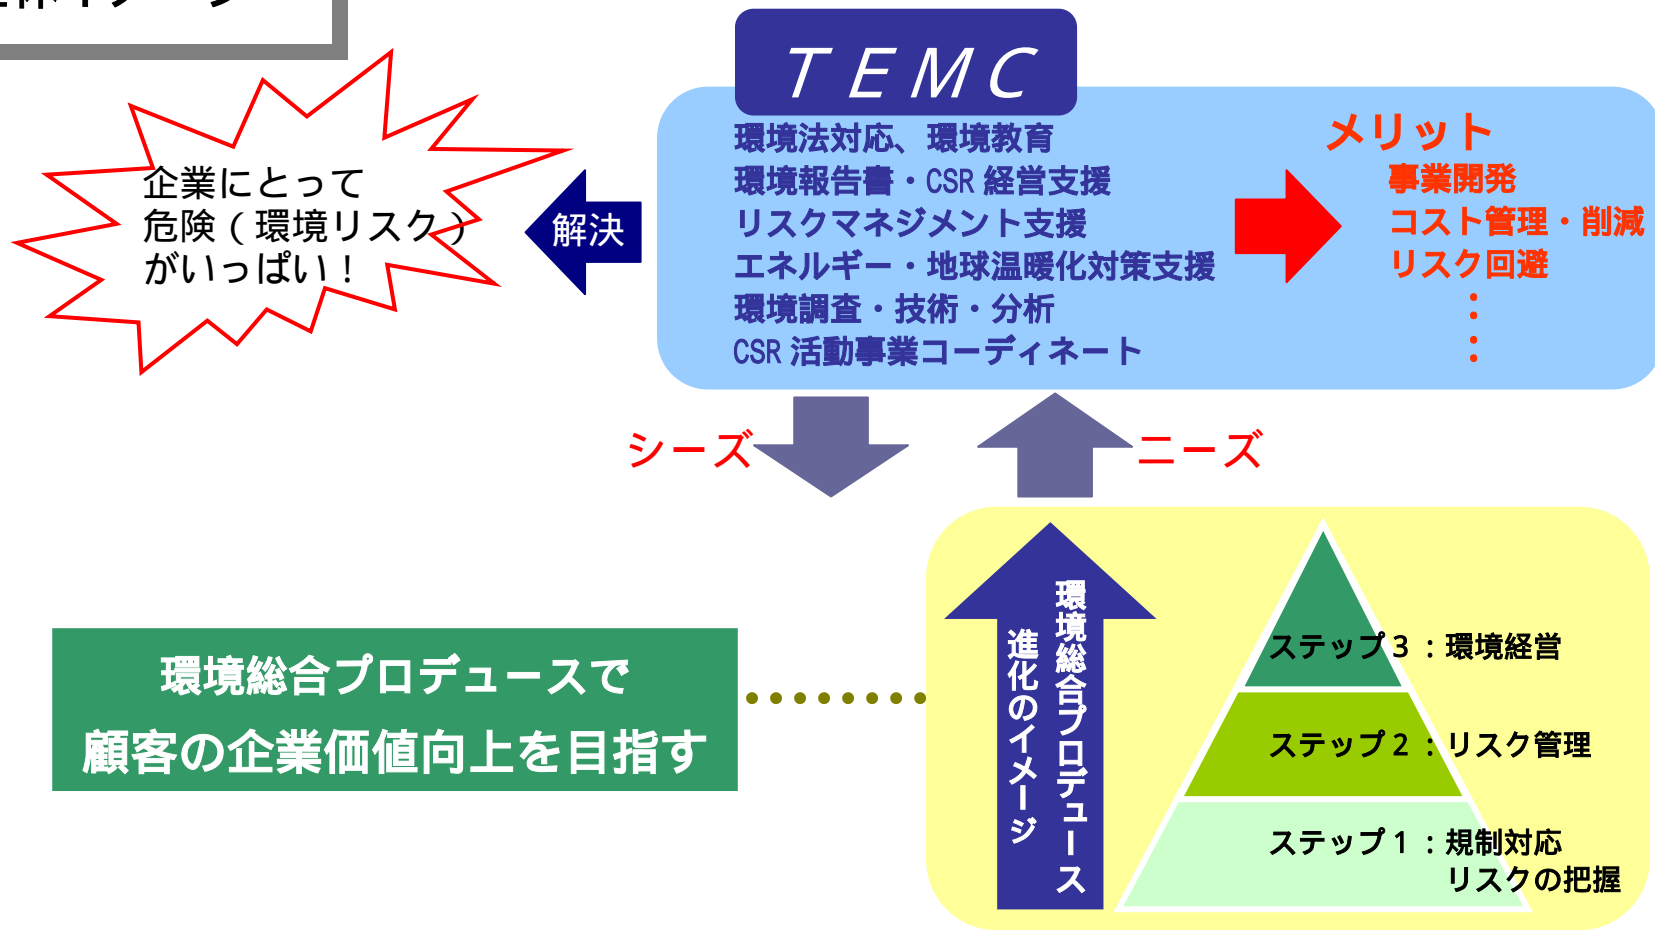 TEMC
環境法対応、環境教育
環境報告書・CSR経営支援
リスクマネジメント支援
エネルギー・地球温暖化対策支援
環境調査・技術・分析
CSR活動事業コーディネート
メリット
事業開発
コスト管理・削減
リスク回避
：
：
企業にとって
危険（環境リスク）
がいっぱい！
解決
シーズ
ニーズ
環境総合プロデュースで
顧客の企業価値向上を目指す
環境総合プロデュース
進化のイメージ
ステップ3：環境経営
ステップ2：リスク管理
ステップ1：規制対応
リスクの把握